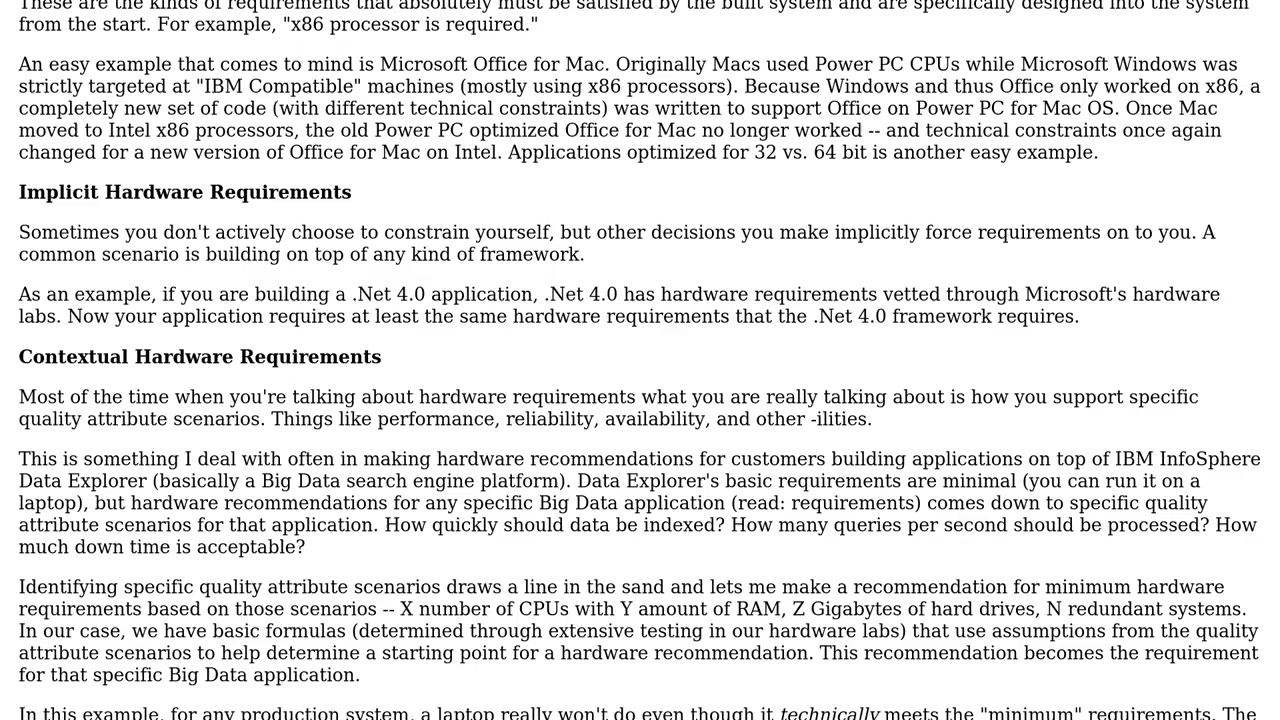 These are the kinds of requirements that absolutely must be satisfied by the built system and are specifically designed into the system
from the start. For example, "x86 processor is required."
An easy example that comes to mind is Microsoft Office for Mac. Originally Macs used Power PC CPUs while Microsoft Windows was
strictly targeted at "IBM Compatible" machines (mostly using x86 processors). Because Windows and thus Office only worked on x86, a
completely new set of code (with different technical constraints) was written to support Office on Power PC for Mac OS. Once Mac
moved to Intel x86 processors, the old Power PC optimized Office for Mac no longer worked -- and technical constraints once again
changed for a new version of Office for Mac on Intel. Applications optimized for 32 vs. 64 bit is another easy example.
Implicit Hardware Requirements
Sometimes you don't actively choose to constrain yourself, but other decisions you make implicitly force requirements on to you. A
common scenario is building on top of any kind of framework.
As an example, if you are building a .Net 4.0 application, .Net 4.0 has hardware requirements vetted through Microsoft's hardware
labs. Now your application requires at least the same hardware requirements that the .Net 4.0 framework requires.
Contextual Hardware Requirements
Most of the time when you're talking about hardware requirements what you are really talking about is how you support specific
quality attribute scenarios. Things like performance, reliability, availability, and other -ilities.
This is something I deal with often in making hardware recommendations for customers building applications on top of IBM InfoSphere
Data Explorer (basically a Big Data search engine platform). Data Explorer's basic requirements are minimal (you can run it on a
laptop), but hardware recommendations for any specific Big Data application (read: requirements) comes down to specific quality
attribute scenarios for that application. How quickly should data be indexed? How many queries per second should be processed? How
much down time is acceptable?
Identifying specific quality attribute scenarios draws a line in the sand and lets me make a recommendation for minimum hardware
requirements based on those scenarios -- X number of CPUs with Y amount of RAM, Z Gigabytes of hard drives, N redundant systems.
In our case, we have basic formulas (determined through extensive testing in our hardware labs) that use assumptions from the quality
attribute scenarios to help determine a starting point for a hardware recommendation. This recommendation becomes the requirement
for that specific Big Data application.
In this example, for any production system, a laptop really won't do even though it technically meets the "minimum" requirements. The